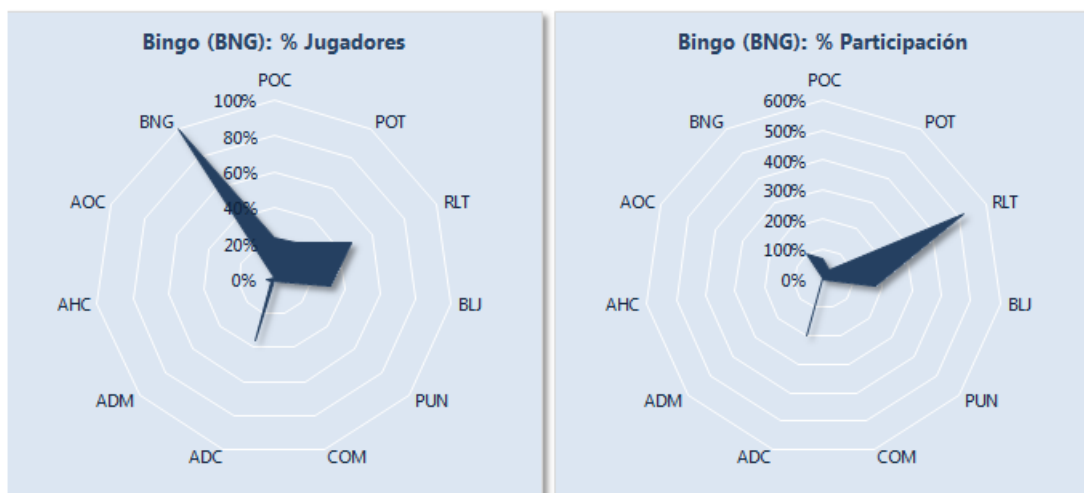 Bingo (BNG): % Jugadores
POC
100%
BNG
POT
80%
60%
AOC
RLT
40%
20%
0%
AHC
BLJ
ADM
PUN
ADC
COM
Bingo (BNG): % Participación
POC
600%
BNG
POT
500%
400%
AOC
RLT
300%
200%
100%
0%
AHC
BLJ
ADM
PUN
ADC
COM